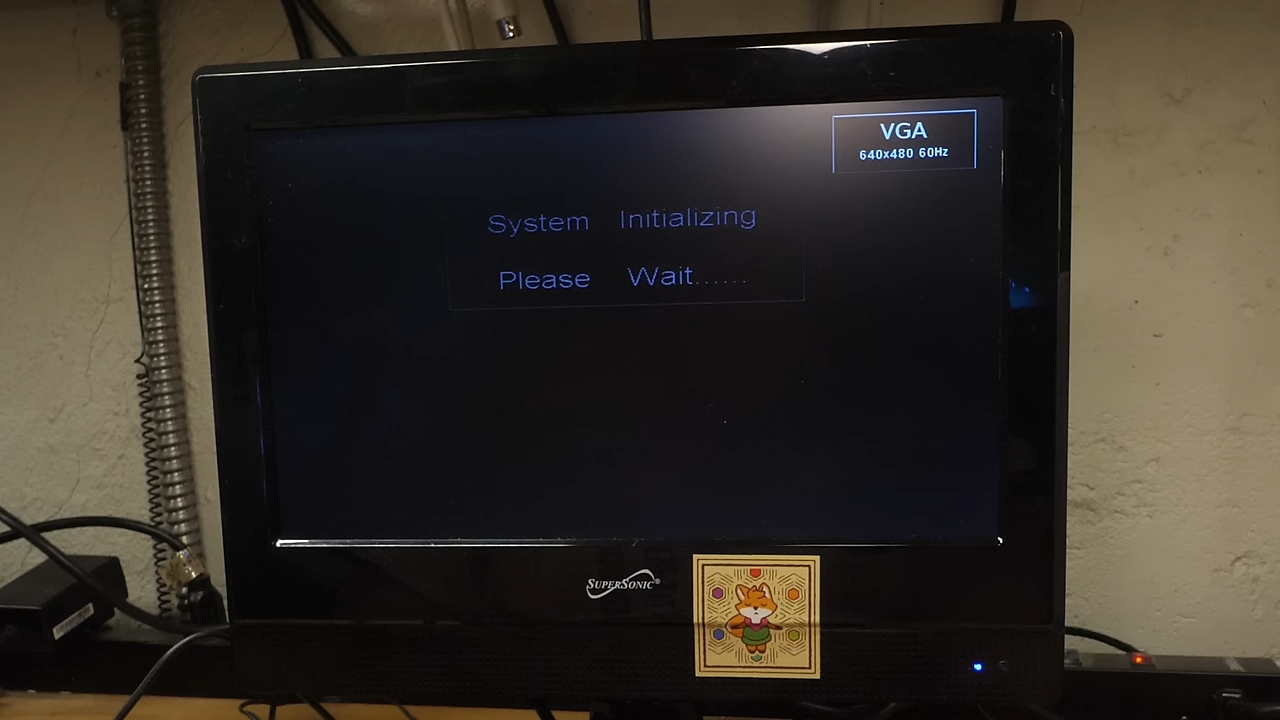 VGA
640x480 60Hz
System Initializing
Please Wait......
SUPERSONIC®